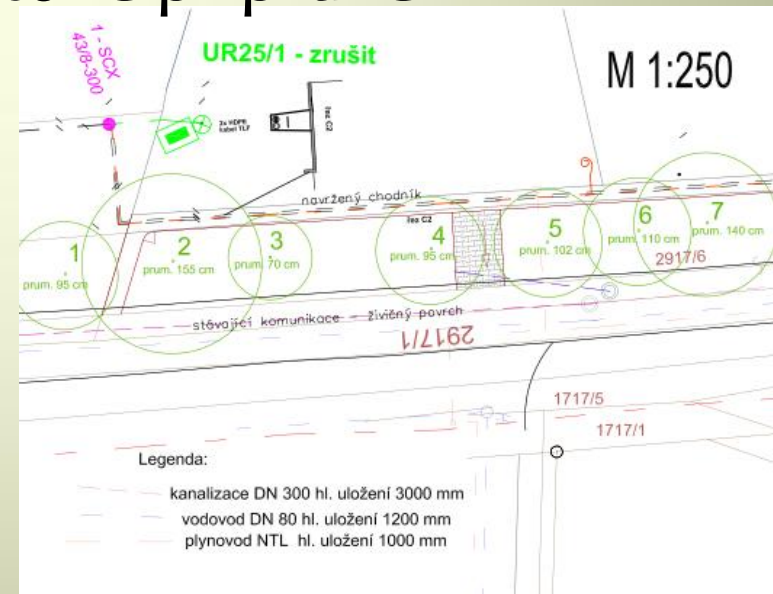 1 - SCX
43/8-300
UR25/1 - zrušit
M 1:250
2x HDPE
kabel TLF
řez C2
navržený chodník
řez C2
1
prum. 95 cm
2
prum. 155 cm
3
prum. 70 cm
4
prum. 95 cm
5
prum. 102 cm
6
prum. 110 cm
7
prum. 140 cm
2917/6
stávající komunikace - živičný povrch
2917/1
1717/5
1717/1
Legenda:
kanalizace DN 300 hl. uložení 3000 mm
vodovod DN 80 hl. uložení 1200 mm
plynovod NTL hl. uložení 1000 mm